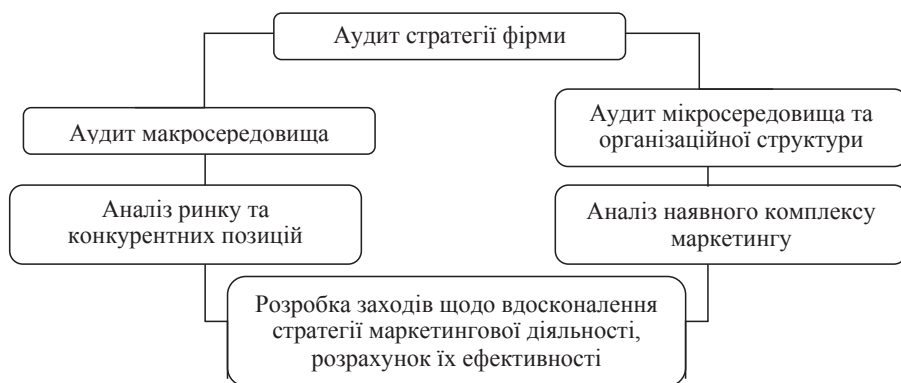 Аудит стратегії фірми
Аудит макросередовища
Аудит мікросередовища та
організаційної структури
Аналіз ринку та
конкурентних позицій
Аналіз наявного комплексу
маркетингу
Розробка заходів щодо вдосконалення
стратегії маркетингової діяльності,
розрахунок їх ефективності